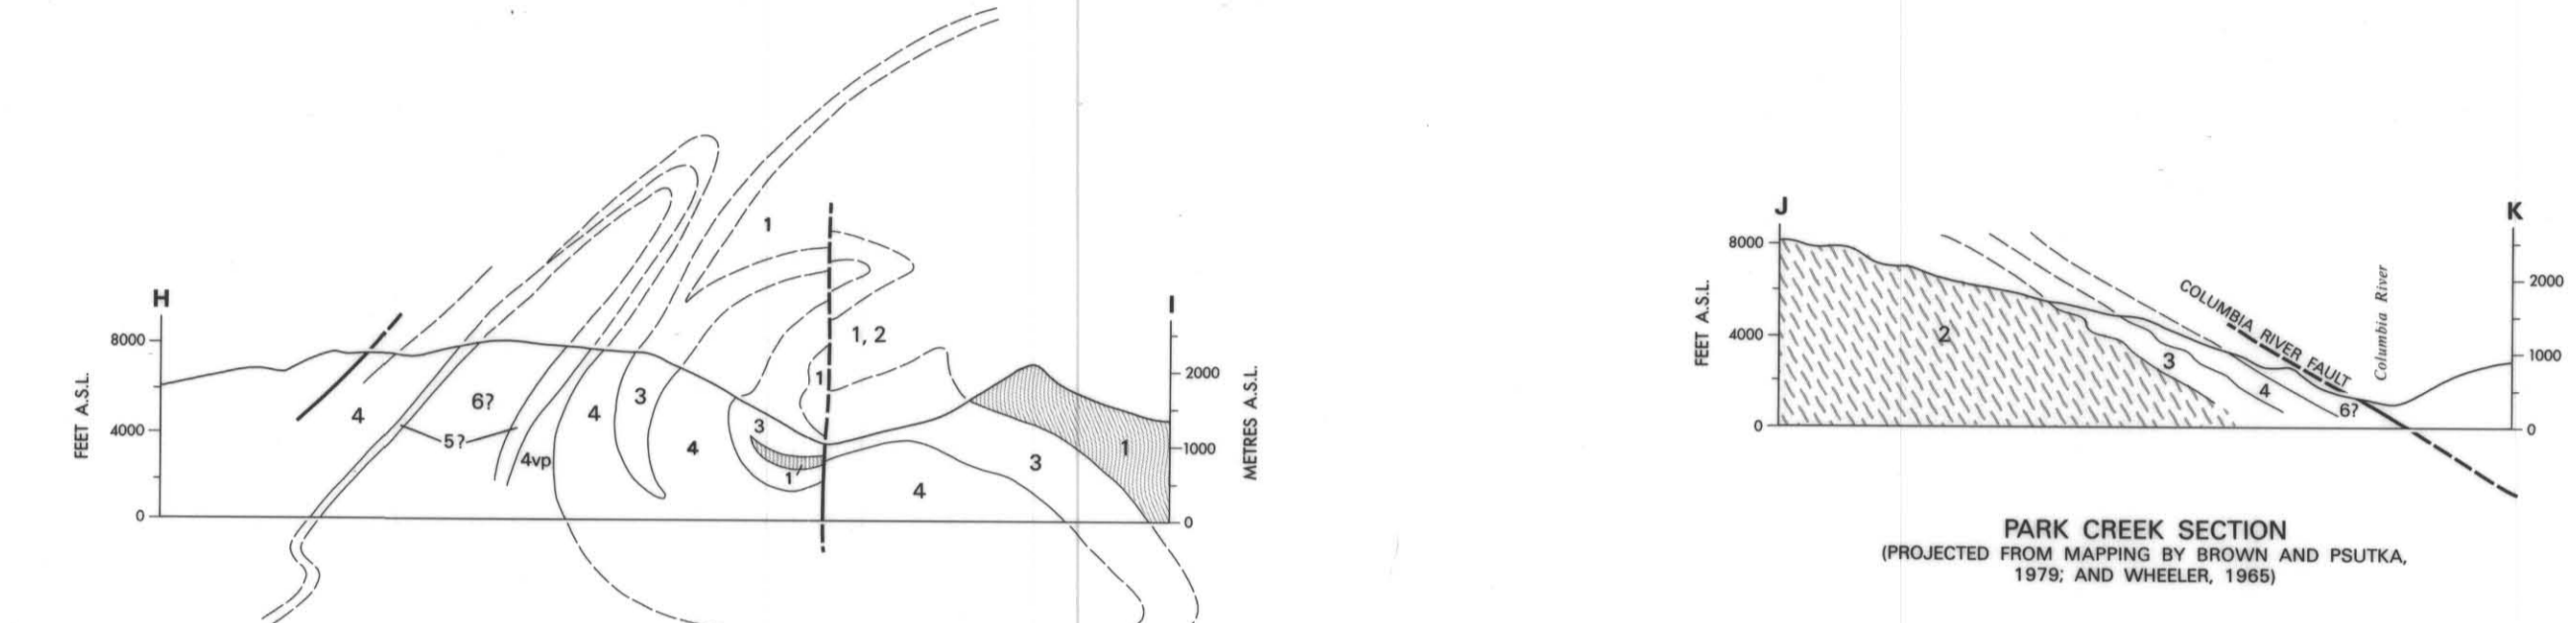 H
8000
4000
0
FEET A.S.L.
4
6?
5?
4vp
4
3
4
3
1
1
1
1, 2
4
3
1
I
2000
1000
0
METRES A.S.L.
J
K
8000
4000
0
FEET A.S.L.
2
3
4
6?
COLUMBIA RIVER FAULT
Columbia River
2000
1000
0
PARK CREEK SECTION
(PROJECTED FROM MAPPING BY BROWN AND PSUTKA,
1979; AND WHEELER, 1965)